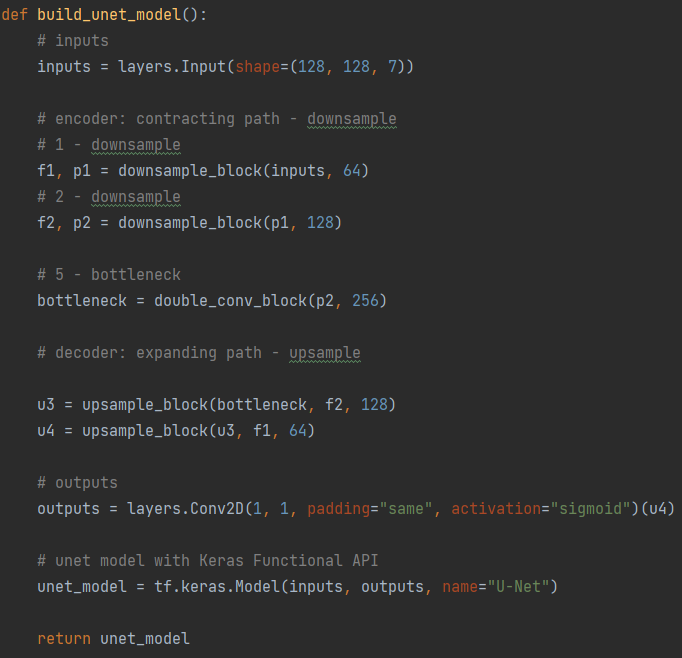 def build_unet_model():
# inputs
inputs = layers.Input(shape=(128, 128, 7))
# encoder: contracting path - downsample
# 1 - downsample
f1, p1 = downsample_block(inputs, 64)
# 2 - downsample
f2, p2 = downsample_block(p1, 128)
# 5 - bottleneck
bottleneck = double_conv_block(p2, 256)
# decoder: expanding path - upsample
u3 = upsample_block(bottleneck, f2, 128)
u4 = upsample_block(u3, f1, 64)
# outputs
outputs = layers.Conv2D(1, 1, padding="same", activation="sigmoid")(u4)
# unet model with Keras Functional API
unet_model = tf.keras.Model(inputs, outputs, name="U-Net")
return unet_model